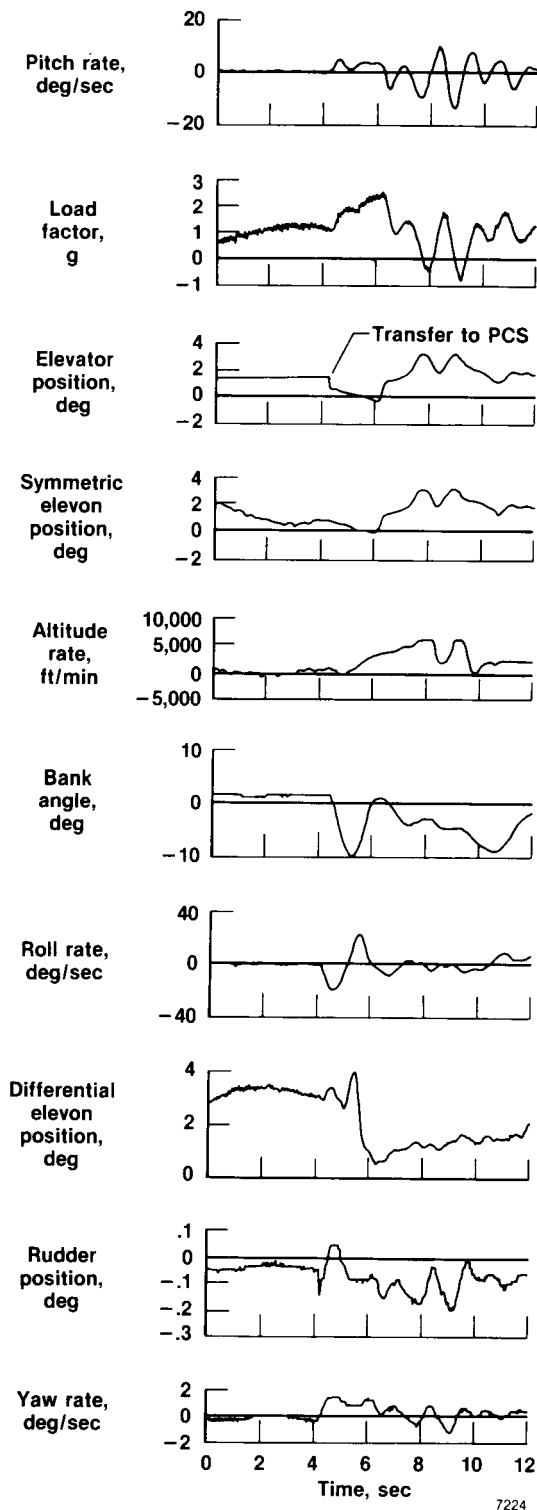 20
Pitch rate,
deg/sec
0
−20
3
2
Load
factor,
g
1
0
−1
Transfer to PCS
4
Elevator
position,
deg
2
0
−2
4
Symmetric
elevon
position,
deg
2
0
−2
10,000
Altitude
rate,
ft/min
5,000
0
−5,000
10
Bank
angle,
deg
0
−10
40
Roll rate,
deg/sec
0
−40
4
Differential
elevon
position,
deg
2
0
.1
Rudder
position,
deg
0
−.1
−.2
−.3
2
Yaw rate,
deg/sec
0
−2
0 2 4 6 8 10 12
Time, sec
7224